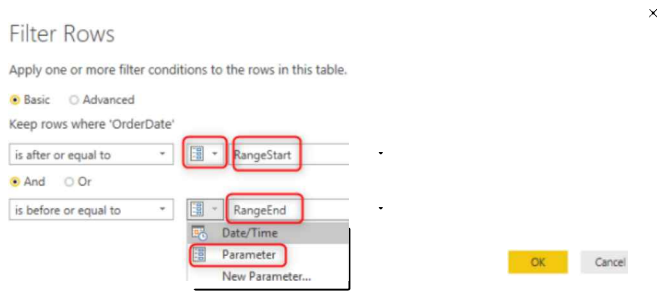 Filter Rows
Apply one or more filter conditions to the rows in this table.
Basic Advanced
Keep rows where 'OrderDate'
is after or equal to RangeStart
And Or
is before or equal to RangeEnd
Date/Time
Parameter
New Parameter...
OK Cancel